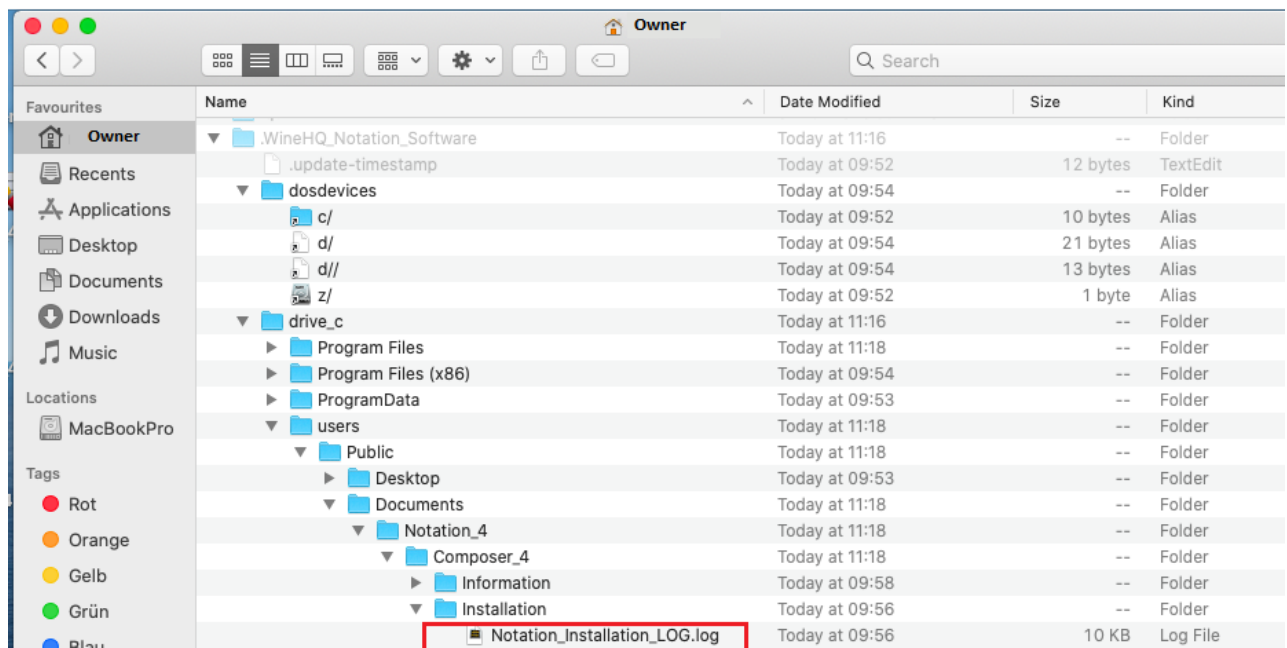 Owner
Search
Favourites
Owner
Recents
Applications
Desktop
Documents
Downloads
Music
Locations
MacBookPro
Tags
Rot
Orange
Gelb
Grün
Blau
Name Date Modified Size Kind
.WineHQ_Notation_Software Today at 11:16 -- Folder
.update-timestamp Today at 09:52 12 bytes TextEdit
dosdevices Today at 09:54 -- Folder
c/ Today at 09:52 10 bytes Alias
d/ Today at 09:54 21 bytes Alias
d// Today at 09:54 13 bytes Alias
z/ Today at 09:52 1 byte Alias
drive_c Today at 11:16 -- Folder
Program Files Today at 11:18 -- Folder
Program Files (x86) Today at 09:54 -- Folder
ProgramData Today at 09:53 -- Folder
users Today at 11:18 -- Folder
Public Today at 11:18 -- Folder
Desktop Today at 09:53 -- Folder
Documents Today at 11:18 -- Folder
Notation_4 Today at 11:18 -- Folder
Composer_4 Today at 11:18 -- Folder
Information Today at 09:58 -- Folder
Installation Today at 09:56 -- Folder
Notation_Installation_LOG.log Today at 09:56 10 KB Log File